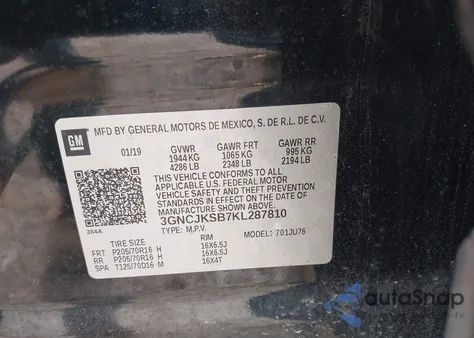 GM
MFD BY GENERAL MOTORS DE MEXICO, S. DE R.L. DE C.V.
01/19 GVWR GAWR FRT GAWR RR
1944 KG 1065 KG 995 KG
4286 LB 2348 LB 2194 LB
THIS VEHICLE CONFORMS TO ALL
APPLICABLE U.S. FEDERAL MOTOR
VEHICLE SAFETY AND THEFT
PREVENTION STANDARDS IN EFFECT
ON THE DATE OF MANUFACTURE
SHOWN ABOVE.
3GNCJKSB7KL287810
384A
TYPE: M.P.V. MODEL: 701JU76
TIRE SIZE RIM
FRT P205/70R16 H 16X6.5J
RR P205/70R16 H 16X6.5J
SPA T125/70D16 M 16X4T
autoSnap